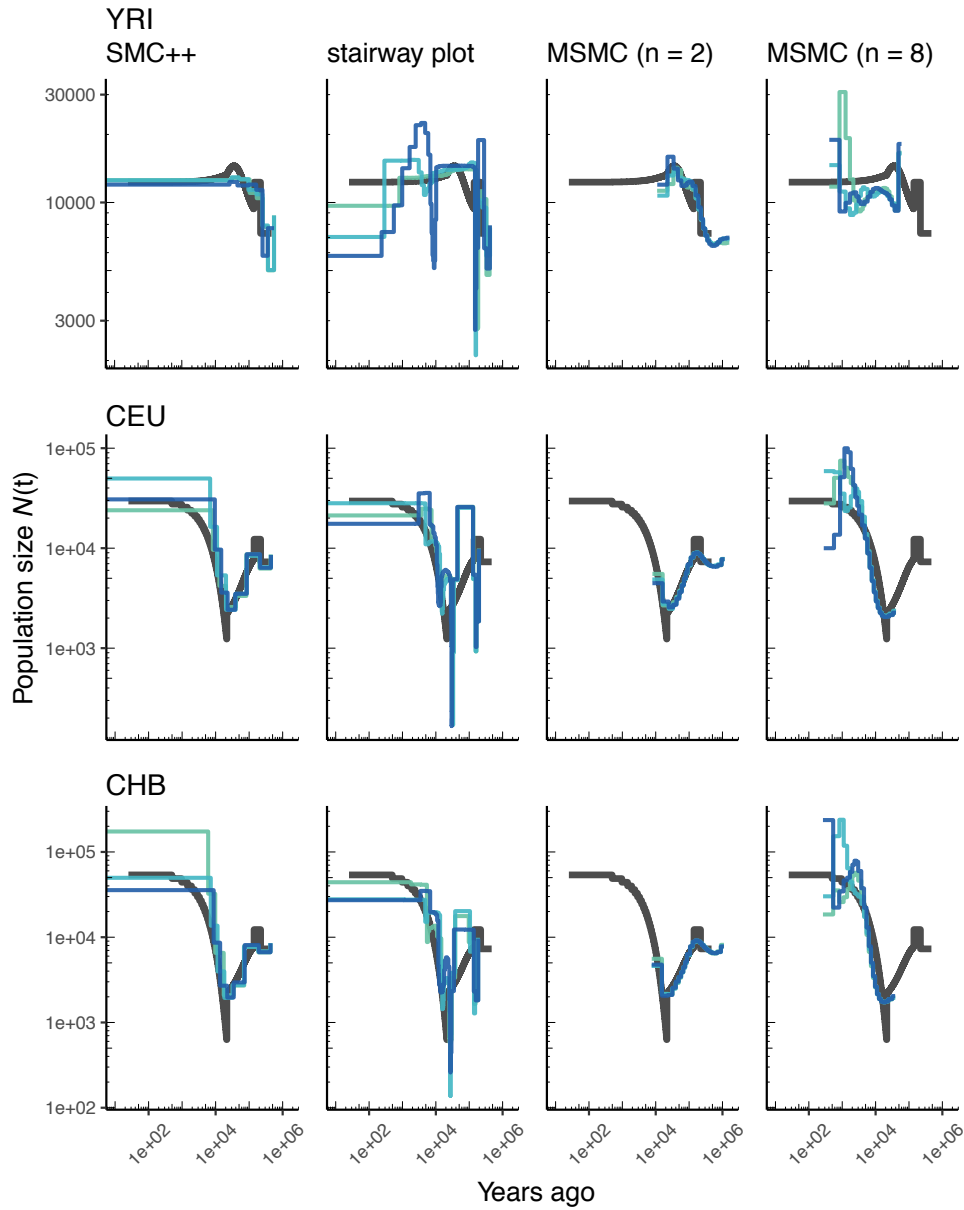 YRI
SMC++ stairway plot MSMC (n = 2) MSMC (n = 8)
30000
10000
3000
CEU
1e+05
1e+04
1e+03
CHB
1e+05
1e+04
1e+03
1e+02
Population size N(t)
1e+02 1e+04 1e+06 1e+02 1e+04 1e+06 1e+02 1e+04 1e+06 1e+02 1e+04 1e+06
Years ago